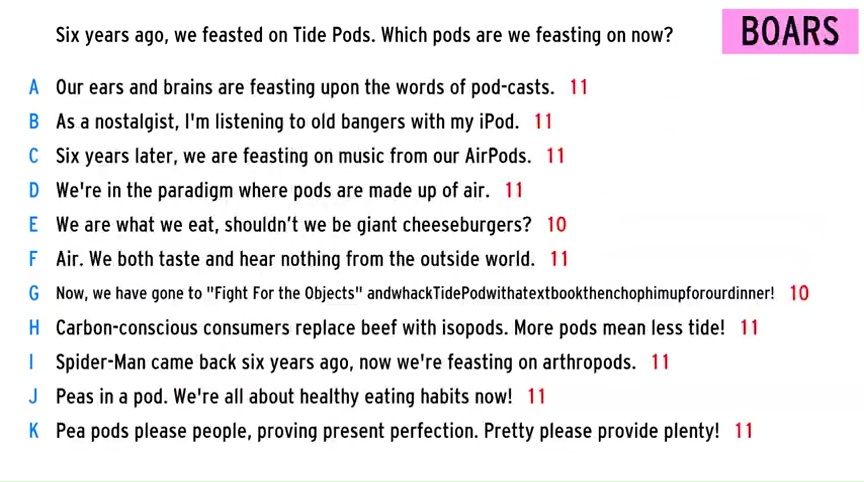 Six years ago, we feasted on Tide Pods. Which pods are we feasting on now?
BOARS
A Our ears and brains are feasting upon the words of pod-casts. 11
B As a nostalgist, I'm listening to old bangers with my iPod. 11
C Six years later, we are feasting on music from our AirPods. 11
D We're in the paradigm where pods are made up of air. 11
E We are what we eat, shouldn't we be giant cheeseburgers? 10
F Air. We both taste and hear nothing from the outside world. 11
G Now, we have gone to "Fight For the Objects" andwhackTidePodwithatextbookthenchophimupforourdinner! 10
H Carbon-conscious consumers replace beef with isopods. More pods mean less tide! 11
I Spider-Man came back six years ago, now we're feasting on arthropods. 11
J Peas in a pod. We're all about healthy eating habits now! 11
K Pea pods please people, proving present perfection. Pretty please provide plenty! 11